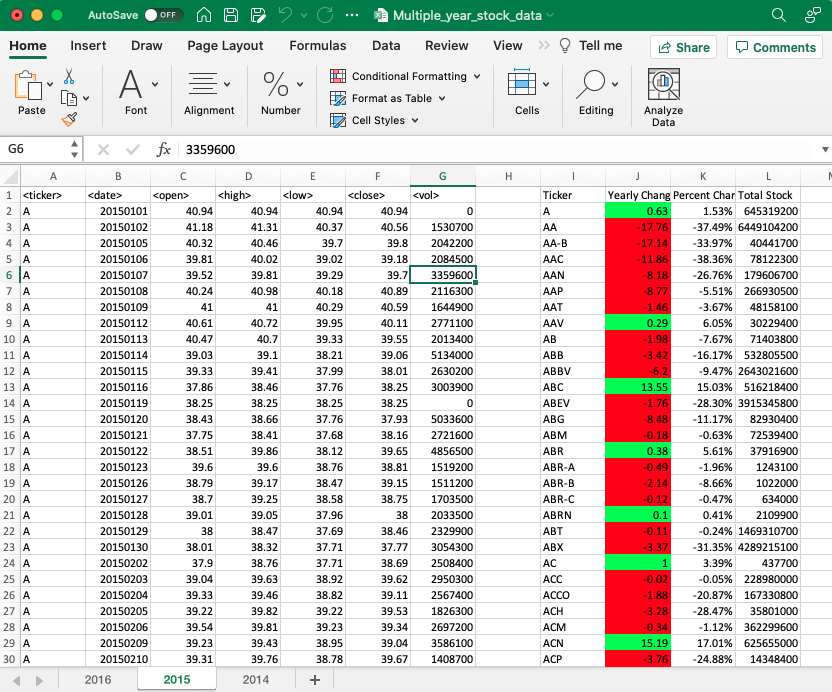 AutoSave OFF Multiple_year_stock_data
Home Insert Draw Page Layout Formulas Data Review View Tell me Share Comments
Paste Font Alignment Number Conditional Formatting Format as Table Cell Styles Cells Editing Analyze Data
G6 fx 3359600
A B C D E F G H I J K L
1 <ticker> <date> <open> <high> <low> <close> <vol> Ticker Yearly Chang Percent Char Total Stock
2 A 20150101 40.94 40.94 40.94 40.94 0 A 0.63 1.53% 645319200
3 A 20150102 41.18 41.31 40.37 40.56 1530700 AA -17.76 -37.49% 6449104200
4 A 20150105 40.32 40.46 39.7 39.8 2042200 AA-B -17.14 -33.97% 40441700
5 A 20150106 39.81 40.02 39.02 39.18 2084500 AAC -11.86 -38.36% 78122300
6 A 20150107 39.52 39.81 39.29 39.7 3359600 AAN -8.18 -26.76% 179606700
7 A 20150108 40.24 40.98 40.18 40.89 2116300 AAP -8.77 -5.51% 266930500
8 A 20150109 41 41 40.29 40.59 1644900 AAT -1.46 -3.67% 48158100
9 A 20150112 40.61 40.72 39.95 40.11 2771100 AAV 0.29 6.05% 30229400
10 A 20150113 40.47 40.7 39.33 39.55 2013400 AB -1.98 -7.67% 71403800
11 A 20150114 39.03 39.1 38.21 39.06 5134000 ABB -3.42 -16.17% 532805500
12 A 20150115 39.33 39.41 37.99 38.01 2630200 ABBV -6.2 -9.47% 2643021600
13 A 20150116 37.86 38.46 37.76 38.25 3003900 ABC 13.55 15.03% 516218400
14 A 20150119 38.25 38.25 38.25 38.25 0 ABEV -1.76 -28.30% 3915345800
15 A 20150120 38.43 38.66 37.76 37.93 5033600 ABG -8.48 -11.17% 82930400
16 A 20150121 37.75 38.41 37.68 38.16 2721600 ABM -0.18 -0.63% 72539400
17 A 20150122 38.51 39.86 38.12 39.65 4856500 ABR 0.38 5.61% 37916900
18 A 20150123 39.6 39.6 38.76 38.81 1519200 ABR-A -0.49 -1.96% 1243100
19 A 20150126 38.79 39.17 38.47 39.15 1511200 ABR-B -2.14 -8.66% 1022000
20 A 20150127 38.7 39.25 38.58 38.75 1703500 ABR-C -0.12 -0.47% 634000
21 A 20150128 39.01 39.05 37.96 38 2033500 ABRN 0.1 0.41% 2109900
22 A 20150129 38 38.47 37.69 38.46 2329900 ABT -0.11 -0.24% 1469310700
23 A 20150130 38.01 38.32 37.71 37.77 3054300 ABX -3.37 -31.35% 4289215100
24 A 20150202 37.9 38.76 37.71 38.69 2508400 AC 1 3.39% 437700
25 A 20150203 39.04 39.63 38.92 39.62 2950300 ACC -0.02 -0.05% 228980000
26 A 20150204 39.33 39.46 38.82 39.11 2567400 ACCO -1.88 -20.87% 167330800
27 A 20150205 39.22 39.82 39.22 39.53 1826300 ACH -3.28 -28.47% 35801000
28 A 20150206 39.54 39.81 39.23 39.34 2697200 ACM -0.34 -1.12% 362299600
29 A 20150209 39.23 39.43 38.95 39.04 3586100 ACN 15.19 17.01% 625655000
30 A 20150210 39.31 39.76 38.78 39.67 1408700 ACP -3.76 -24.88% 14348400
2016 2015 2014